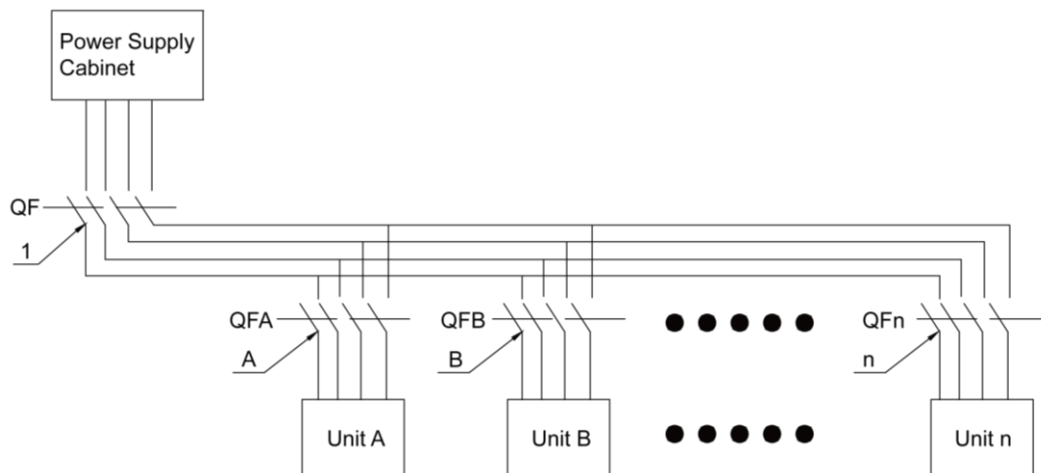 Power Supply
Cabinet
QF
1
QFA
QFB
QFn
A
B
n
Unit A
Unit B
Unit n